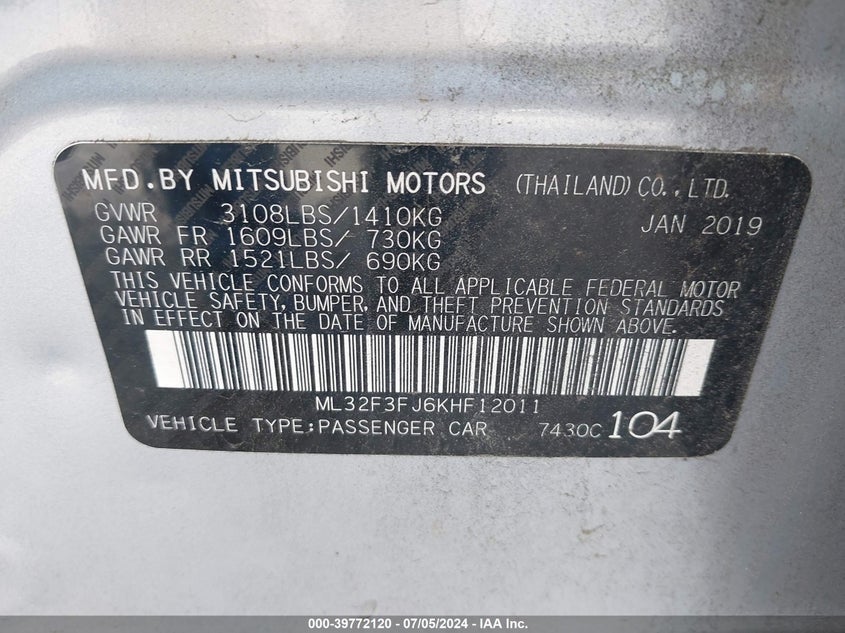 MFD.BY MITSUBISHI MOTORS (THAILAND)CO.,LTD.
GVWR 3108LBS/1410KG JAN 2019
GAWR FR 1609LBS/ 730KG
GAWR RR 1521LBS/ 690KG
THIS VEHICLE CONFORMS TO ALL APPLICABLE FEDERAL MOTOR
VEHICLE SAFETY, BUMPER, AND THEFT PREVENTION STANDARDS
IN EFFECT ON THE DATE OF MANUFACTURE SHOWN ABOVE.
ML32F3FJ6KHF12011
VEHICLE TYPE:PASSENGER CAR 7430C 104
000-39772120 - 07/05/2024 - IAA Inc.